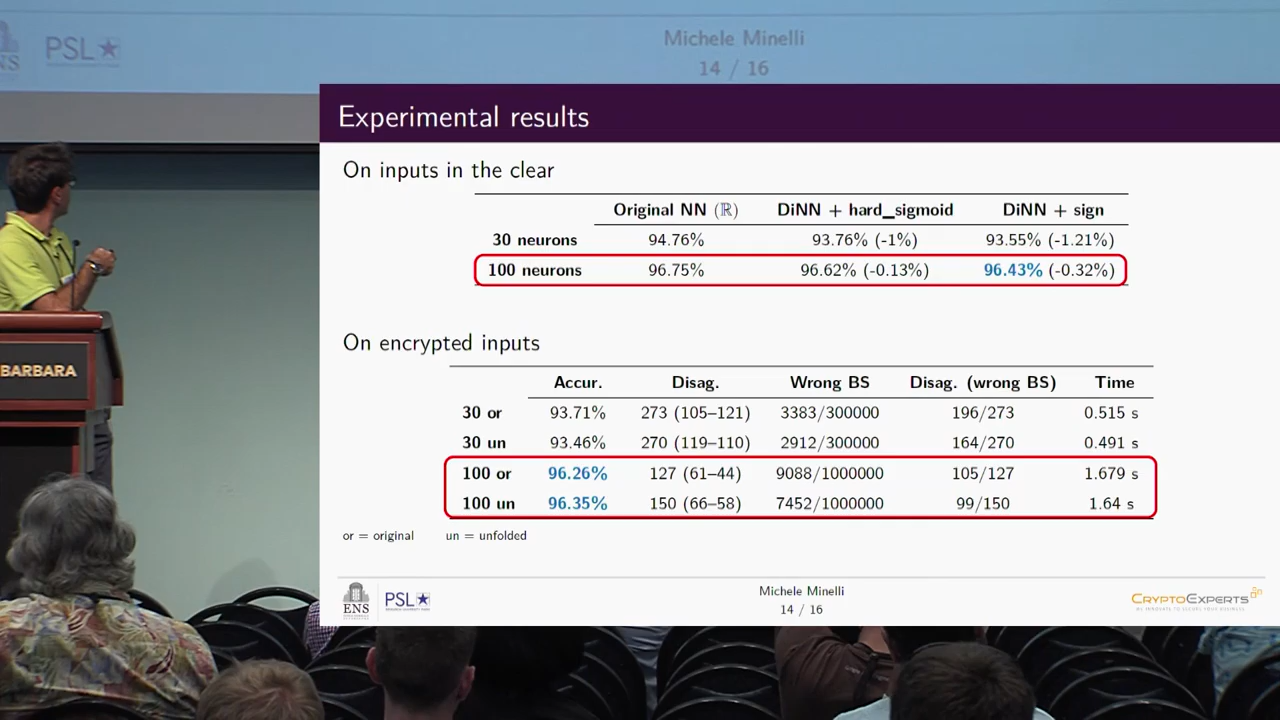 PSL
Michele Minelli
14 / 16
Experimental results
On inputs in the clear
Original NN (ℝ) DiNN + hard_sigmoid DiNN + sign
30 neurons 94.76% 93.76% (-1%) 93.55% (-1.21%)
100 neurons 96.75% 96.62% (-0.13%) 96.43% (-0.32%)
On encrypted inputs
Accur. Disag. Wrong BS Disag. (wrong BS) Time
30 or 93.71% 273 (105–121) 3383/300000 196/273 0.515 s
30 un 93.46% 270 (119–110) 2912/300000 164/270 0.491 s
100 or 96.26% 127 (61–44) 9088/1000000 105/127 1.679 s
100 un 96.35% 150 (66–58) 7452/1000000 99/150 1.64 s
or = original un = unfolded
ENS PSL
Michele Minelli
14 / 16
CRYPTOEXPERTS
WE INNOVATE TO SECURE YOUR BUSINESS
BARBARA